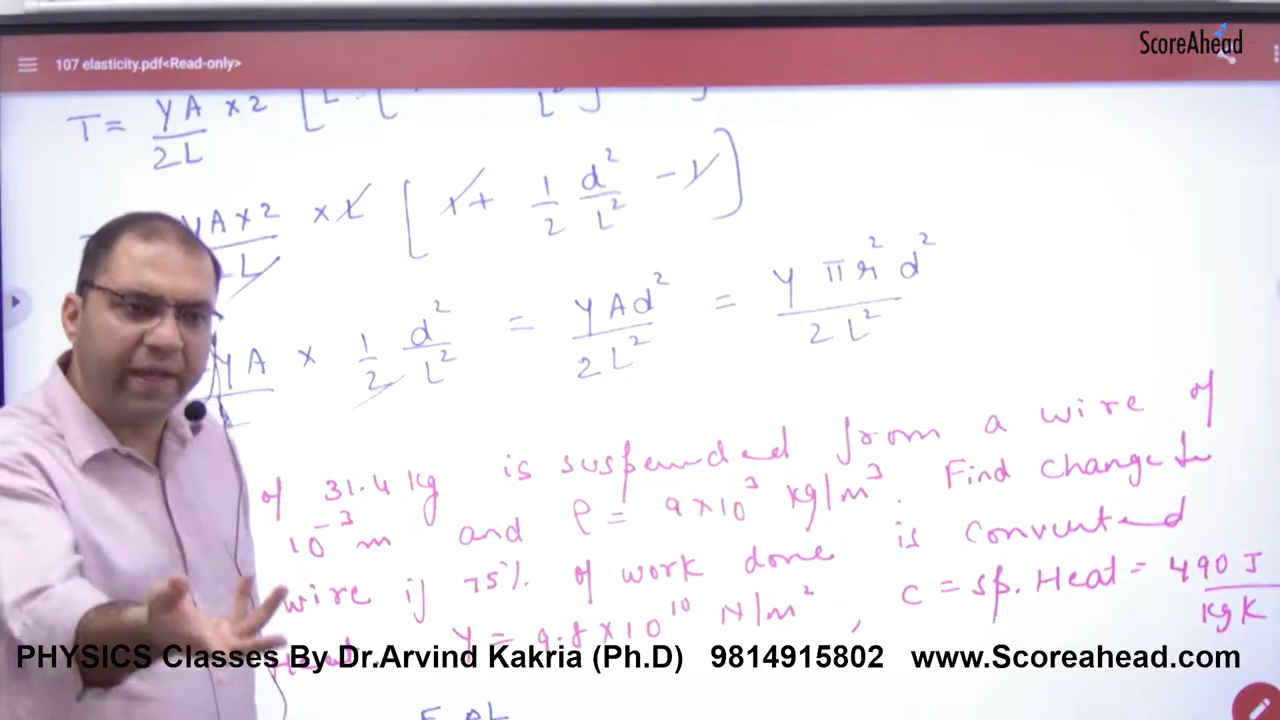 ScoreAhead
107 elasticity.pdf<Read-only>
T = YA/2L × 2
YA×2/L × L [ 1 + 1/2 d²/L² − 1 ]
YA × 1/2 d²/L² = YAd²/2L² = Y πr² d²/2L²
of 31.4 kg is suspended from a wire of
10⁻³ m and ρ = 9×10³ kg/m³. Find change in
wire if 75% of work done is converted
Y = 9.8×10¹⁰ N/m², C = sp. Heat = 490 J/kg K
PHYSICS Classes By Dr.Arvind Kakria (Ph.D) 9814915802 www.Scoreahead.com